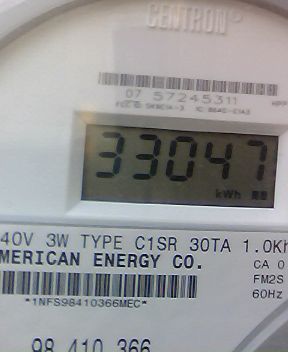 CENTRON®
07 57245311
33047
kWh
40V 3W TYPE C1SR 30TA 1.0Kh
MERICAN ENERGY CO.
CA 0
FM2S
60Hz
*1NFS98410366MEC*
98 410 366